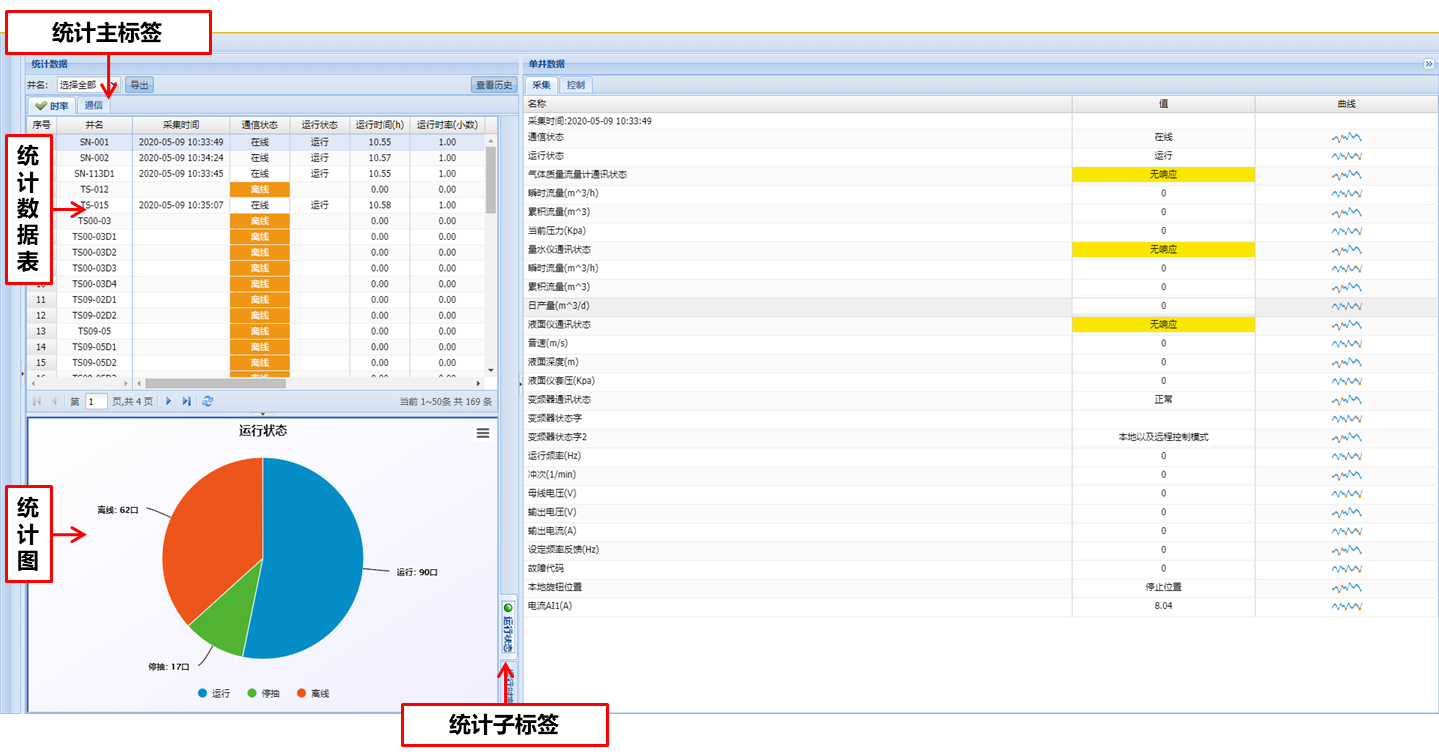 统计主标签
统计数据
井名: 选择全部 导出 查看历史
时率 通信
序号 井名 采集时间 通信状态 运行状态 运行时间(h) 运行时率(小数)
SN-001 2020-05-09 10:33:49 在线 运行 10.55 1.00
SN-002 2020-05-09 10:34:24 在线 运行 10.57 1.00
SN-113D1 2020-05-09 10:33:45 在线 运行 10.55 1.00
TS-012 离线 0.00 0.00
TS-015 2020-05-09 10:35:07 在线 运行 10.58 1.00
TS00-03 离线 0.00 0.00
TS00-03D1 离线 0.00 0.00
TS00-03D2 离线 0.00 0.00
TS00-03D3 离线 0.00 0.00
TS00-03D4 离线 0.00 0.00
11 TS09-02D1 离线 0.00 0.00
12 TS09-02D2 离线 0.00 0.00
13 TS09-05 离线 0.00 0.00
14 TS09-05D1 离线 0.00 0.00
15 TS09-05D2 离线 0.00 0.00
第 1 页,共 4 页 当前 1~50条 共 169 条
统计数据表
运行状态
离线: 62口
运行: 90口
停抽: 17口
运行 停抽 离线
统计图
运行状态
统计子标签
单井数据
采集 控制
名称 值 曲线
采集时间:2020-05-09 10:33:49
通信状态 在线
运行状态 运行
气体质量流量计通讯状态 无响应
瞬时流量(m^3/h) 0
累积流量(m^3) 0
当前压力(Kpa) 0
量水仪通讯状态 无响应
瞬时流量(m^3/h) 0
累积流量(m^3) 0
日产量(m^3/d) 0
液面仪通讯状态 无响应
音速(m/s) 0
液面深度(m) 0
液面仪套压(Kpa) 0
变频器通讯状态 正常
变频器状态字
变频器状态字2 本地以及远程控制模式
运行频率(Hz) 0
冲次(1/min) 0
母线电压(V) 0
输出电压(V) 0
输出电流(A) 0
设定频率反馈(Hz) 0
故障代码 0
本地旋钮位置 停止位置
电流AI1(A) 8.04